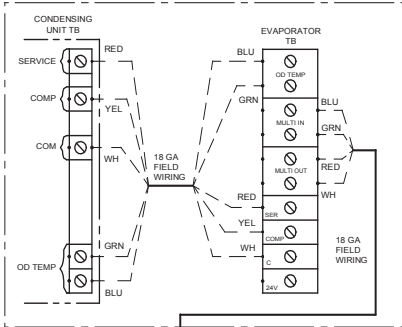 CONDENSING
UNIT TB
RED
SERVICE
COMP
YEL
COM
WH
18 GA
FIELD
WIRING
GRN
OD TEMP
BLU
EVAPORATOR
TB
BLU
OD TEMP
GRN
BLU
MULTI IN
GRN
MULTI OUT
RED
WH
RED
SER
YEL
COMP
WH
C
24V
18 GA
FIELD
WIRING